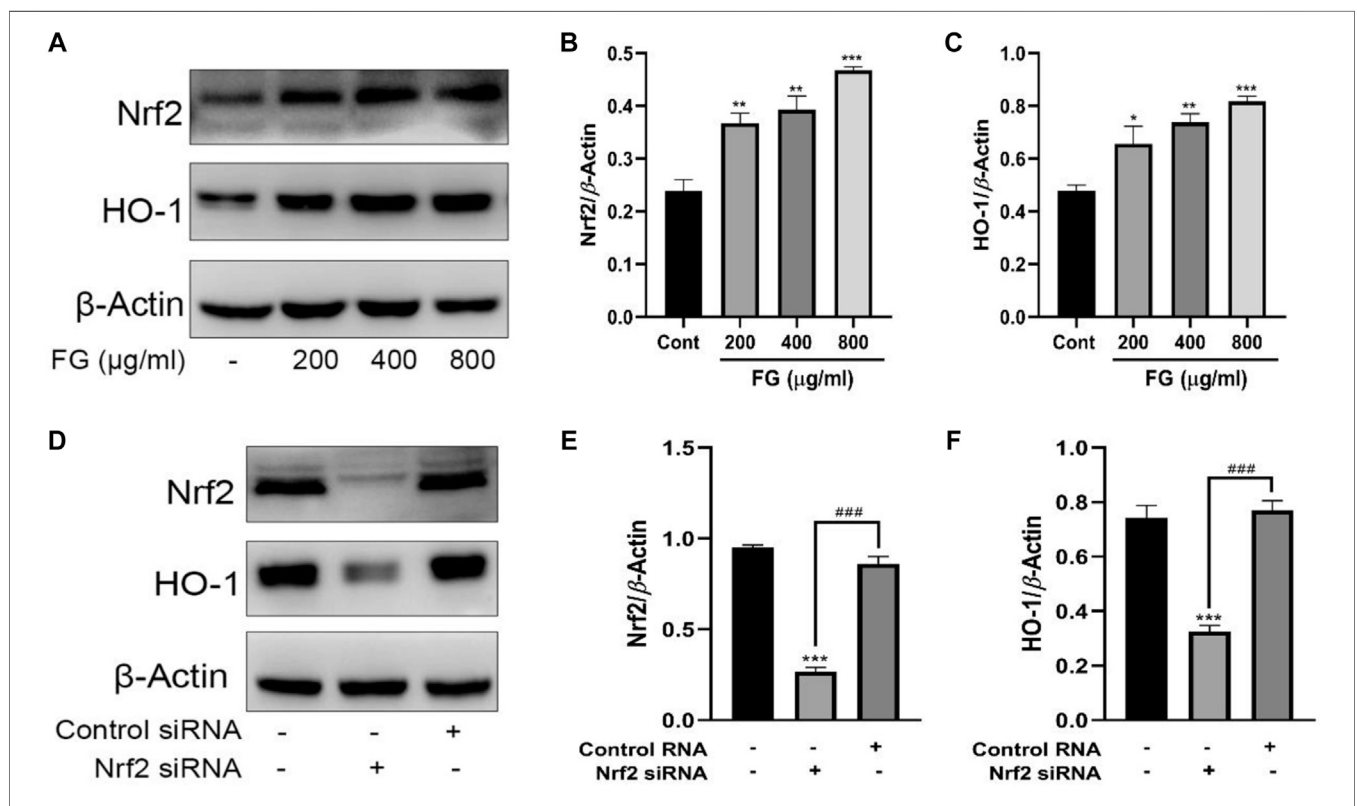 A
Nrf2
HO-1
β-Actin
FG (μg/ml) - 200 400 800
B
Nrf2/β-Actin
0.5
0.4
0.3
0.2
0.1
0.0
** ** ***
Cont 200 400 800
FG (μg/ml)
C
HO-1/β-Actin
1.0
0.8
0.6
0.4
0.2
0.0
* ** ***
Cont 200 400 800
FG (μg/ml)
D
Nrf2
HO-1
β-Actin
Control siRNA - - +
Nrf2 siRNA - + -
E
Nrf2/β-Actin
1.5
1.0
0.5
0.0
###
***
Control RNA - - +
Nrf2 siRNA - + -
F
HO-1/β-Actin
1.0
0.8
0.6
0.4
0.2
0.0
###
***
Control RNA - - +
Nrf2 siRNA - + -